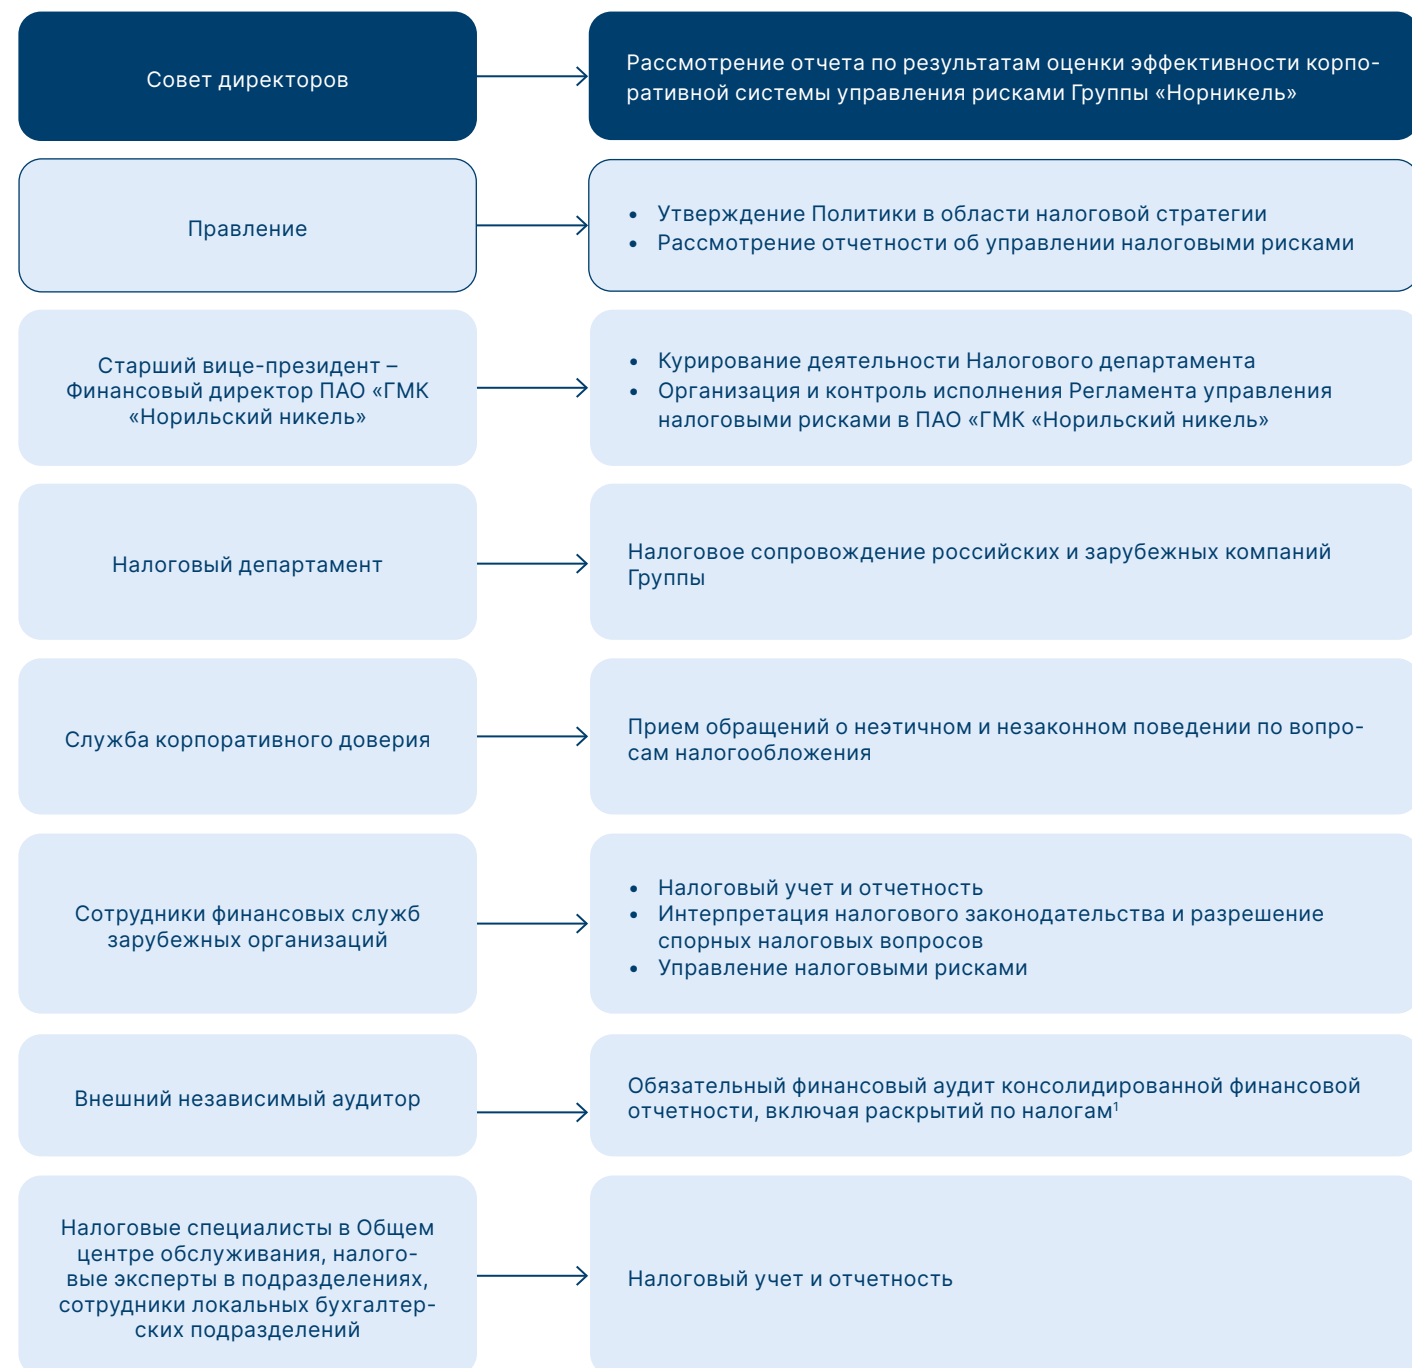 Совет директоров
Рассмотрение отчета по результатам оценки эффективности корпо-
ративной системы управления рисками Группы «Норникель»
Правление
• Утверждение Политики в области налоговой стратегии
• Рассмотрение отчетности об управлении налоговыми рисками
Старший вице-президент –
Финансовый директор ПАО «ГМК
«Норильский никель»
• Курирование деятельности Налогового департамента
• Организация и контроль исполнения Регламента управления
налоговыми рисками в ПАО «ГМК «Норильский никель»
Налоговый департамент
Налоговое сопровождение российских и зарубежных компаний
Группы
Служба корпоративного доверия
Прием обращений о неэтичном и незаконном поведении по вопро-
сам налогообложения
Сотрудники финансовых служб
зарубежных организаций
• Налоговый учет и отчетность
• Интерпретация налогового законодательства и разрешение
спорных налоговых вопросов
• Управление налоговыми рисками
Внешний независимый аудитор
Обязательный финансовый аудит консолидированной финансовой
отчетности, включая раскрытий по налогам¹
Налоговые специалисты в Общем
центре обслуживания, налого-
вые эксперты в подразделениях,
сотрудники локальных бухгалтер-
ских подразделений
Налоговый учет и отчетность